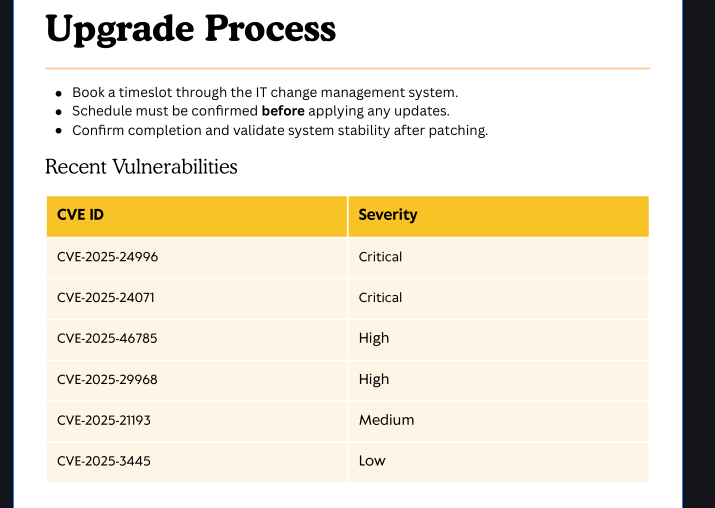 Upgrade Process
Book a timeslot through the IT change management system.
Schedule must be confirmed before applying any updates.
Confirm completion and validate system stability after patching.
Recent Vulnerabilities
CVE ID Severity
CVE-2025-24996 Critical
CVE-2025-24071 Critical
CVE-2025-46785 High
CVE-2025-29968 High
CVE-2025-21193 Medium
CVE-2025-3445 Low